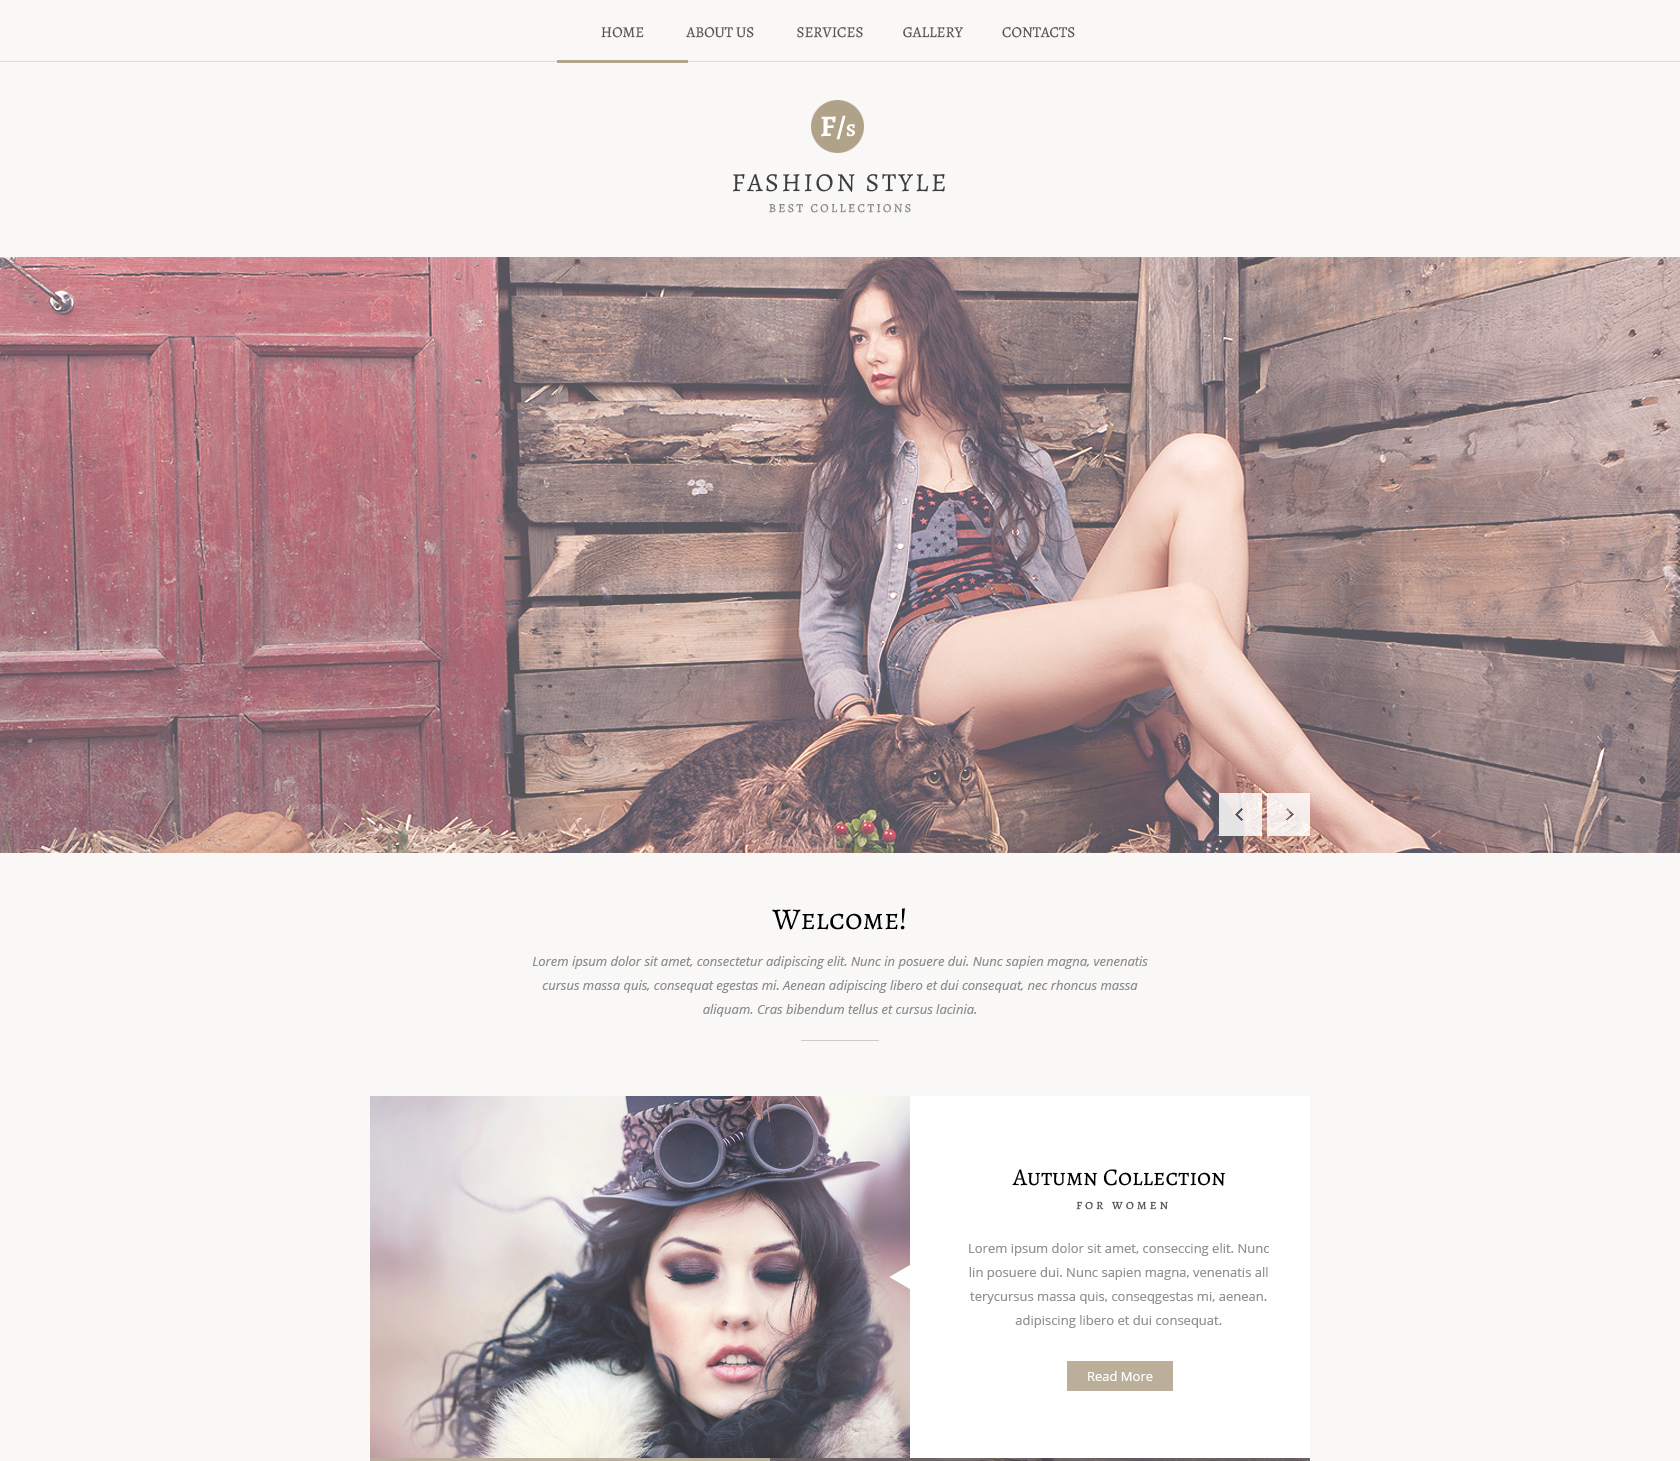 HOME ABOUT US SERVICES GALLERY CONTACTS
F/s
FASHION STYLE
BEST COLLECTIONS
Welcome!
Lorem ipsum dolor sit amet, consectetur adipiscing elit. Nunc in posuere dui. Nunc sapien magna, venenatis
cursus massa quis, consequat egestas mi. Aenean adipiscing libero et dui consequat, nec rhoncus massa
aliquam. Cras bibendum tellus et cursus lacinia.
Autumn Collection
FOR WOMEN
Lorem ipsum dolor sit amet, conseccing elit. Nunc
lin posuere dui. Nunc sapien magna, venenatis all
terycursus massa quis, conseqgestas mi, aenean.
adipiscing libero et dui consequat.
Read More